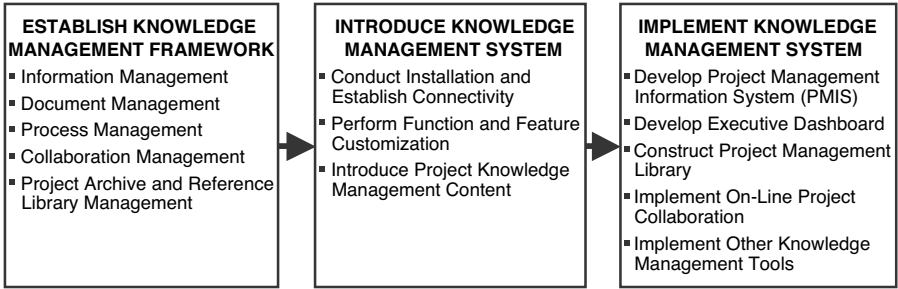 ESTABLISH KNOWLEDGE
MANAGEMENT FRAMEWORK
▪ Information Management
▪ Document Management
▪ Process Management
▪ Collaboration Management
▪ Project Archive and Reference
Library Management
INTRODUCE KNOWLEDGE
MANAGEMENT SYSTEM
▪ Conduct Installation and
Establish Connectivity
▪ Perform Function and Feature
Customization
▪ Introduce Project Knowledge
Management Content
IMPLEMENT KNOWLEDGE
MANAGEMENT SYSTEM
▪ Develop Project Management
Information System (PMIS)
▪ Develop Executive Dashboard
▪ Construct Project Management
Library
▪ Implement On-Line Project
Collaboration
▪ Implement Other Knowledge
Management Tools